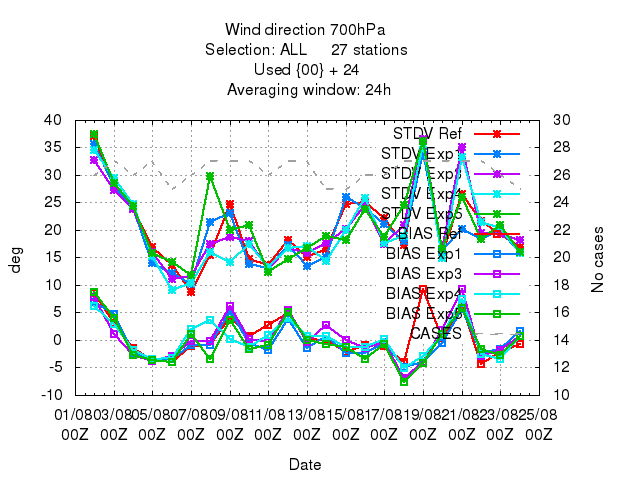 Wind direction 700hPa
Selection: ALL 27 stations
Used {00} + 24
Averaging window: 24h
40 30
35 28
30 26
25 24
20 22
15 20
10 18
5 16
0 14
-5 12
-10 10
deg
No cases
STDV Ref
STDV Exp1
STDV Exp3
STDV Exp4
STDV Exp5
BIAS Ref
BIAS Exp1
BIAS Exp3
BIAS Exp4
BIAS Exp5
CASES
01/08 03/08 05/08 07/08 09/08 11/08 13/08 15/08 17/08 19/08 21/08 23/08 25/08
00Z 00Z 00Z 00Z 00Z 00Z 00Z 00Z 00Z 00Z 00Z 00Z 00Z
Date